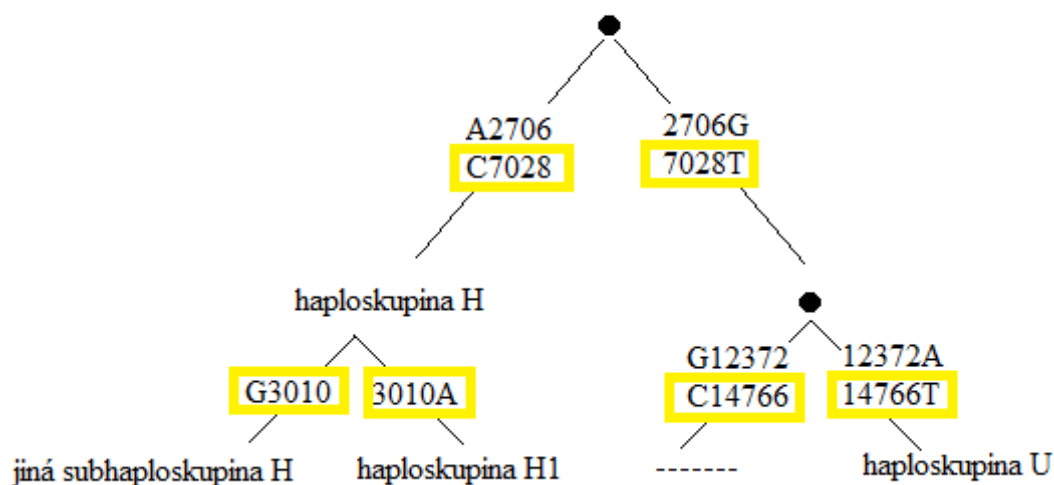 A2706 2706G
C7028 7028T
haploskupina H
G12372 12372A
G3010 3010A C14766 14766T
jiná subhaploskupina H haploskupina H1 ------- haploskupina U